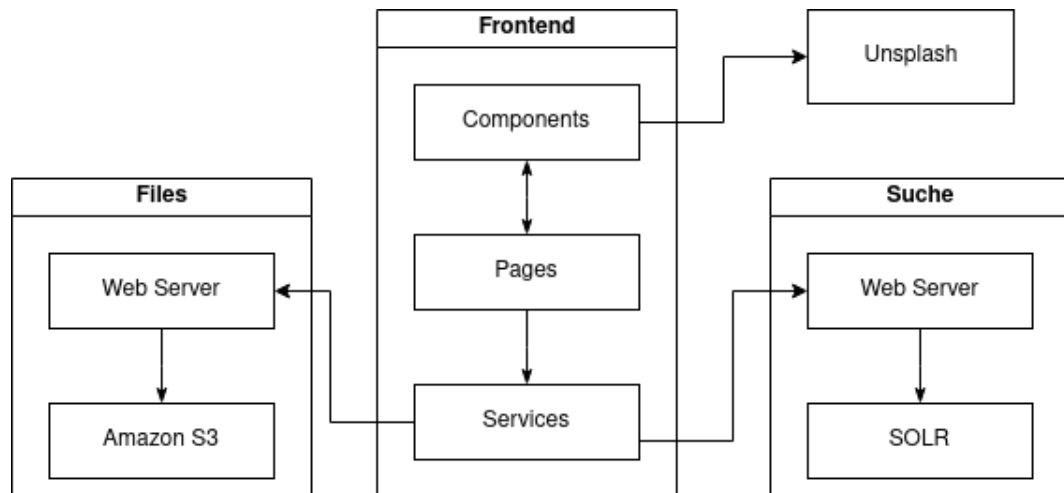 Frontend
Unsplash
Components
Files
Suche
Web Server
Pages
Web Server
Amazon S3
Services
SOLR